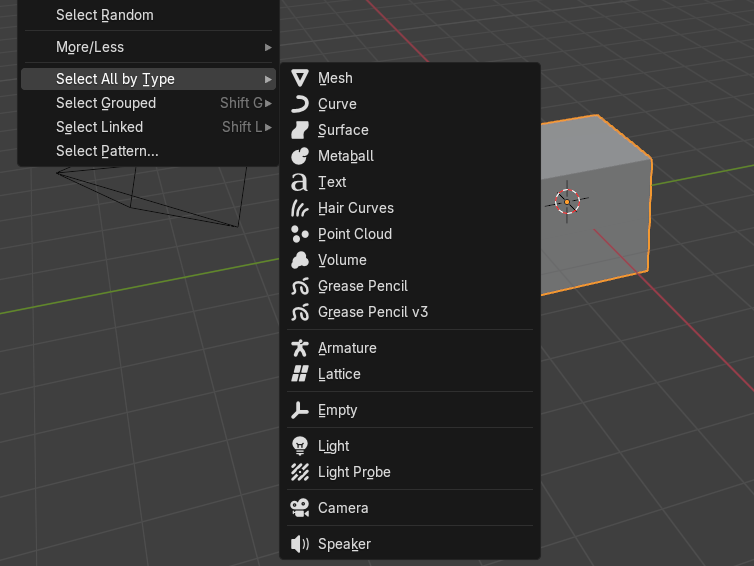 Select Random
More/Less
Select All by Type
Select Grouped Shift G
Select Linked Shift L
Select Pattern...
Mesh
Curve
Surface
Metaball
Text
Hair Curves
Point Cloud
Volume
Grease Pencil
Grease Pencil v3
Armature
Lattice
Empty
Light
Light Probe
Camera
Speaker